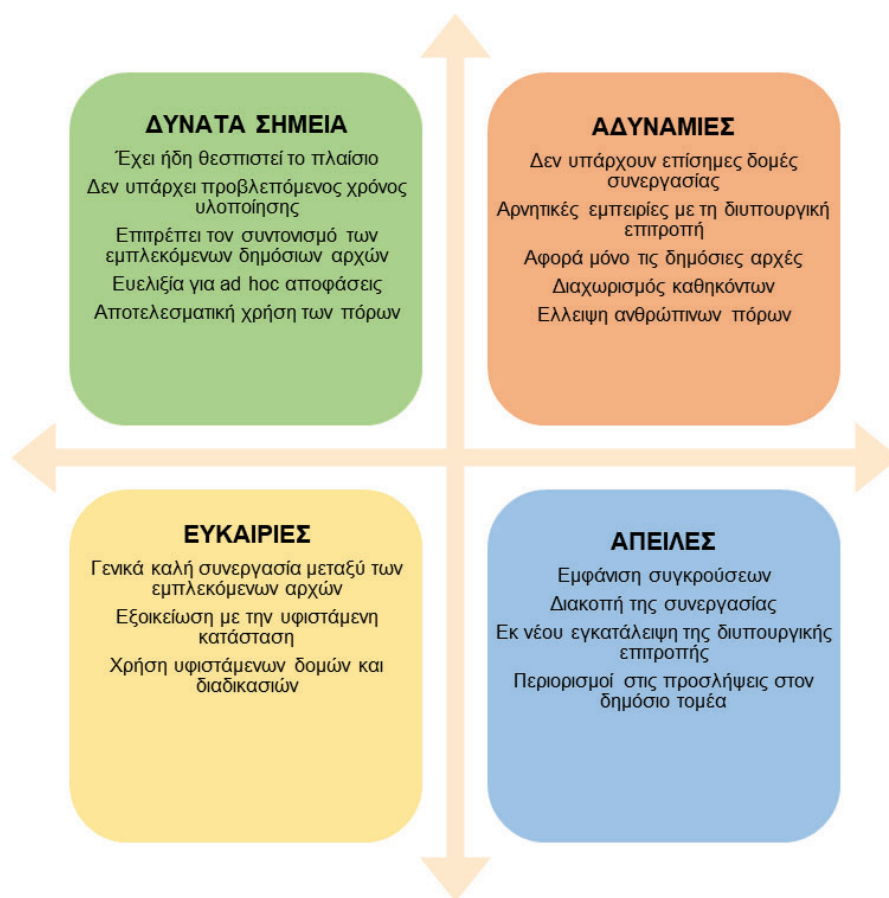 ΔΥΝΑΤΑ ΣΗΜΕΙΑ
Έχει ήδη θεσπιστεί το πλαίσιο
Δεν υπάρχει προβλεπόμενος χρόνος
υλοποίησης
Επιτρέπει τον συντονισμό των
εμπλεκόμενων δημόσιων αρχών
Ευελιξία για ad hoc αποφάσεις
Αποτελεσματική χρήση των πόρων
ΑΔΥΝΑΜΙΕΣ
Δεν υπάρχουν επίσημες δομές
συνεργασίας
Αρνητικές εμπειρίες με τη διυπουργική
επιτροπή
Αφορά μόνο τις δημόσιες αρχές
Διαχωρισμός καθηκόντων
Ελλειψη ανθρώπινων πόρων
ΕΥΚΑΙΡΙΕΣ
Γενικά καλή συνεργασία μεταξύ των
εμπλεκόμενων αρχών
Εξοικείωση με την υφιστάμενη
κατάσταση
Χρήση υφιστάμενων δομών και
διαδικασιών
ΑΠΕΙΛΕΣ
Εμφάνιση συγκρούσεων
Διακοπή της συνεργασίας
Εκ νέου εγκατάλειψη της διυπουργικής
επιτροπής
Περιορισμοί στις προσλήψεις στον
δημόσιο τομέα